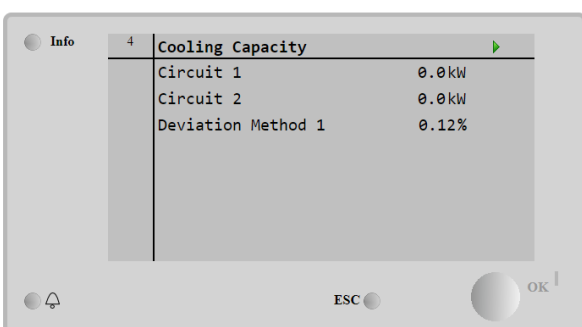 Info
4 Cooling Capacity
Circuit 1 0.0kW
Circuit 2 0.0kW
Deviation Method 1 0.12%
ESC
OK